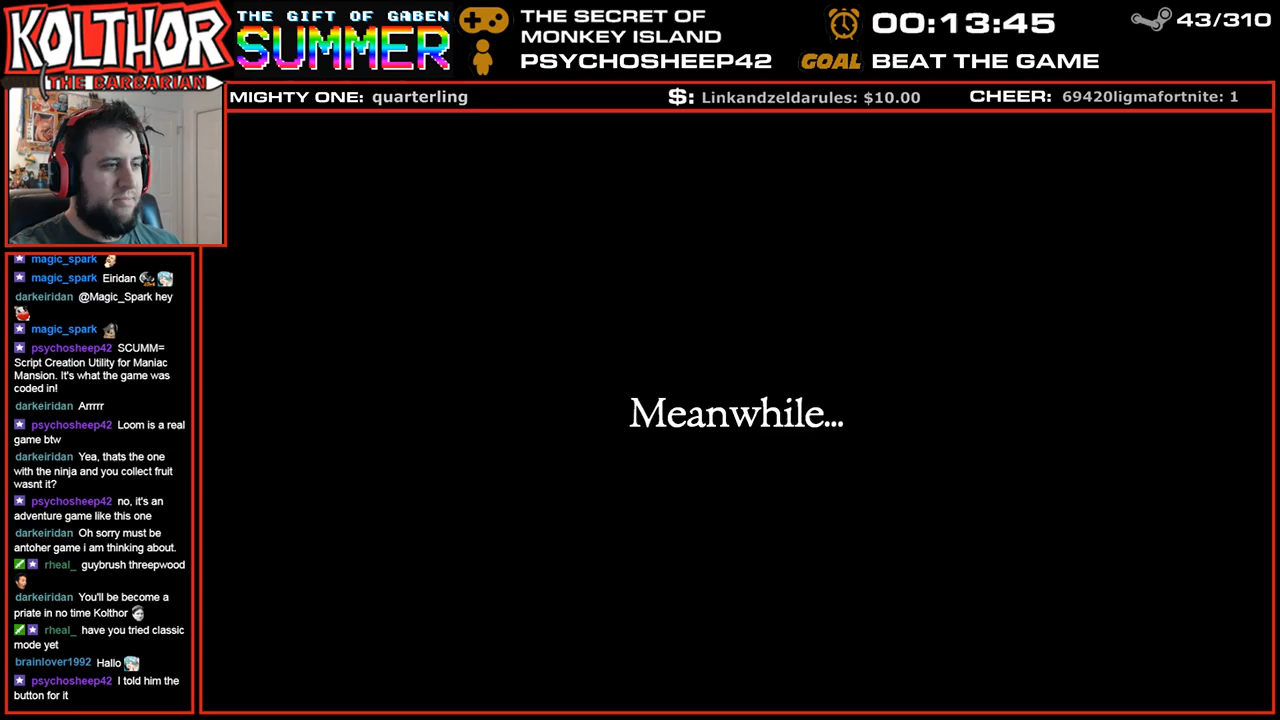 KOLTHOR
THE BARBARIAN
THE GIFT OF GABEN
SUMMER
THE SECRET OF
MONKEY ISLAND
PSYCHOSHEEP42
00:13:45
43/310
GOAL BEAT THE GAME
MIGHTY ONE: quarterling
$: Linkandzeldarules: $10.00
CHEER: 69420ligmafortnite: 1
magic_spark
magic_spark Eiridan
darkeiridan @Magic_Spark hey
magic_spark
psychosheep42 SCUMM=
Script Creation Utility for Maniac
Mansion. It's what the game was
coded in!
darkeiridan Arrrrr
psychosheep42 Loom is a real
game btw
darkeiridan Yea, thats the one
with the ninja and you collect fruit
wasnt it?
psychosheep42 no, it's an
adventure game like this one
darkeiridan Oh sorry must be
antoher game i am thinking about.
rheal_ guybrush threepwood
darkeiridan You'll be become a
priate in no time Kolthor
rheal_ have you tried classic
mode yet
brainlover1992 Hallo
psychosheep42 I told him the
button for it
Meanwhile...